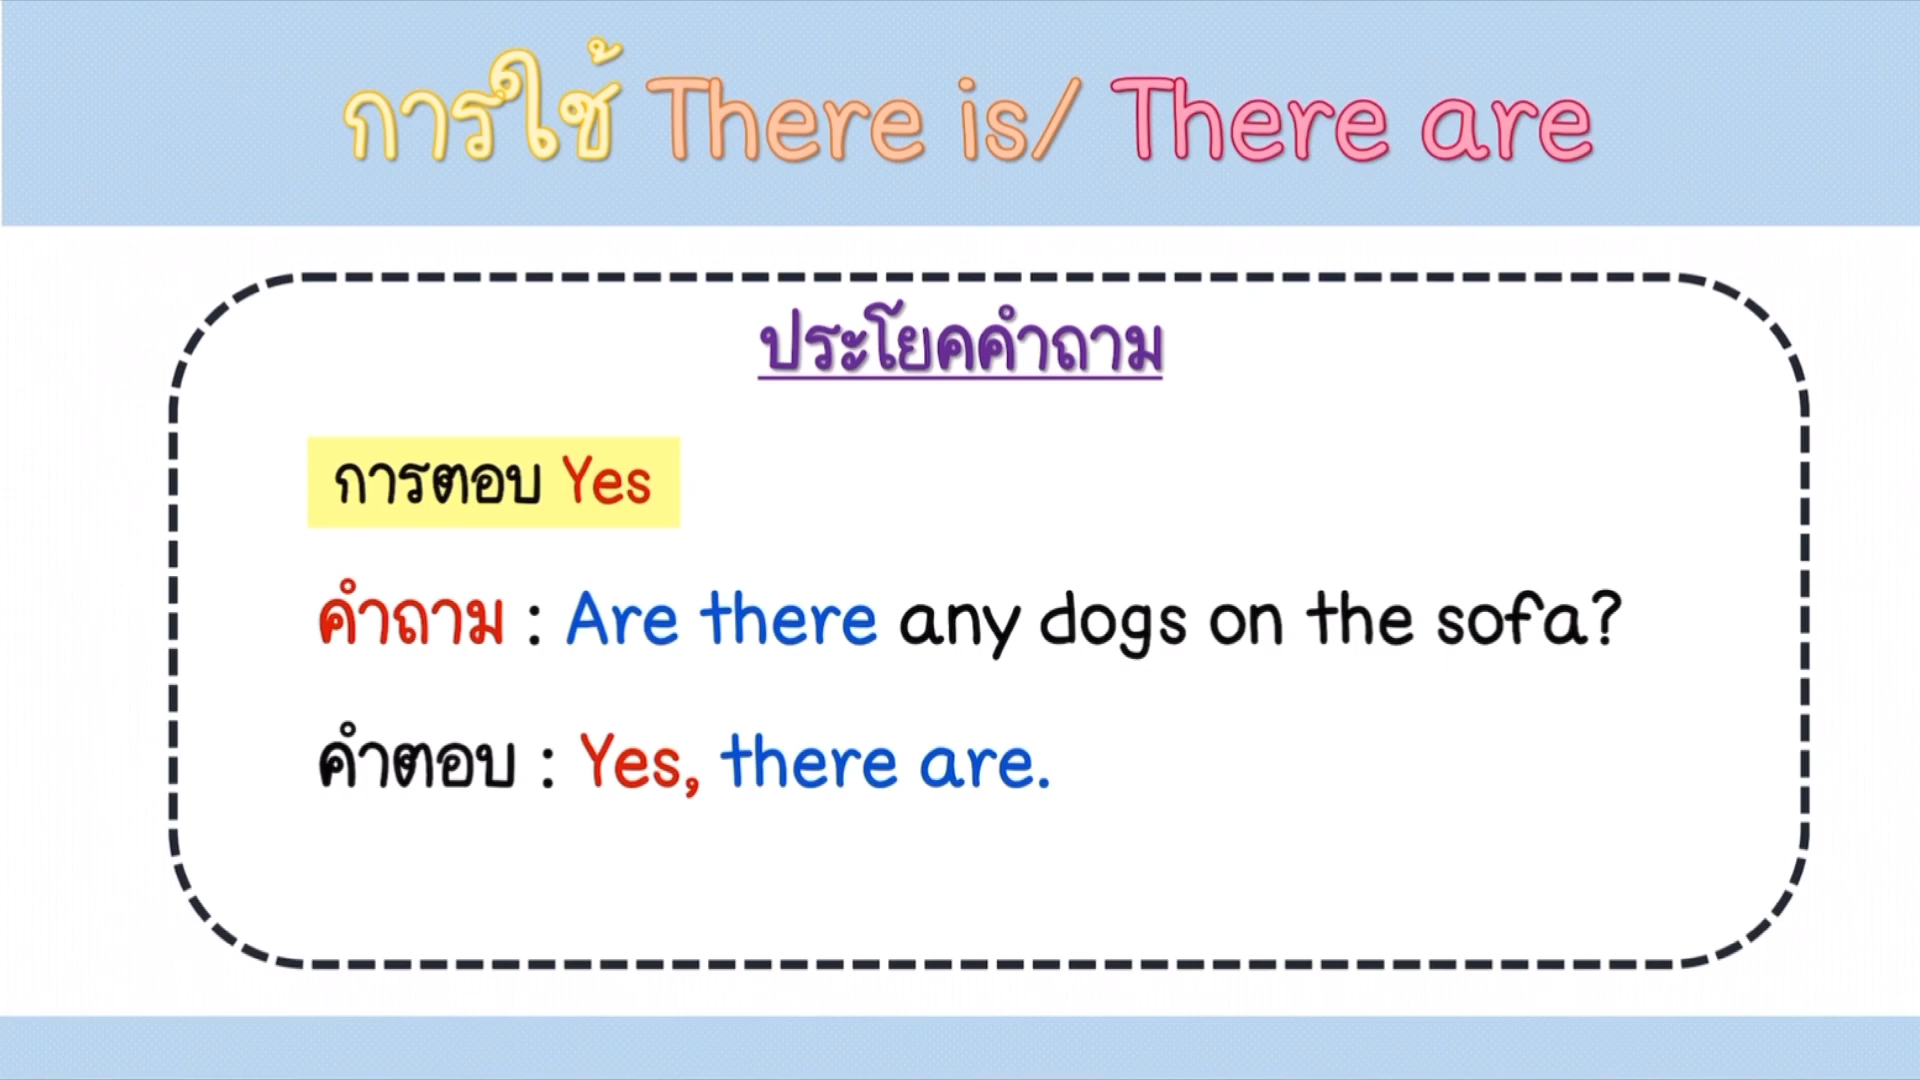 การใช้ There is/ There are
ประโยคคำถาม
การตอบ Yes
คำถาม : Are there any dogs on the sofa?
คำตอบ : Yes, there are.